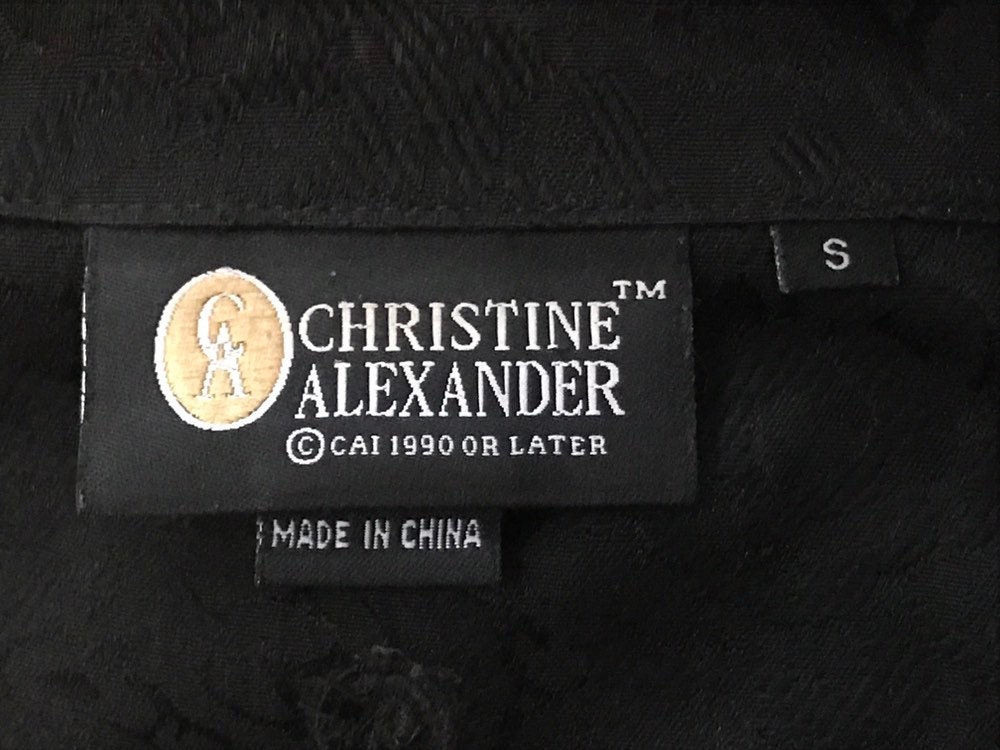 CA
CHRISTINE™
ALEXANDER
© CAI 1990 OR LATER
MADE IN CHINA
S